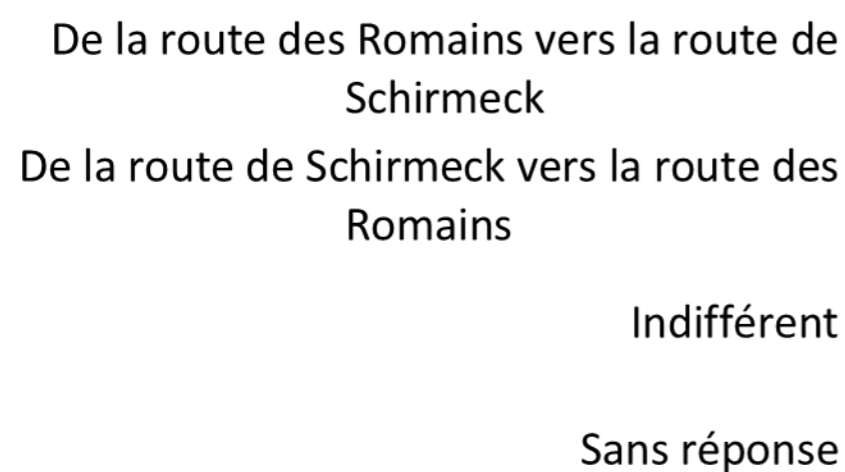 De la route des Romains vers la route de
Schirmeck
De la route de Schirmeck vers la route des
Romains
Indifférent
Sans réponse